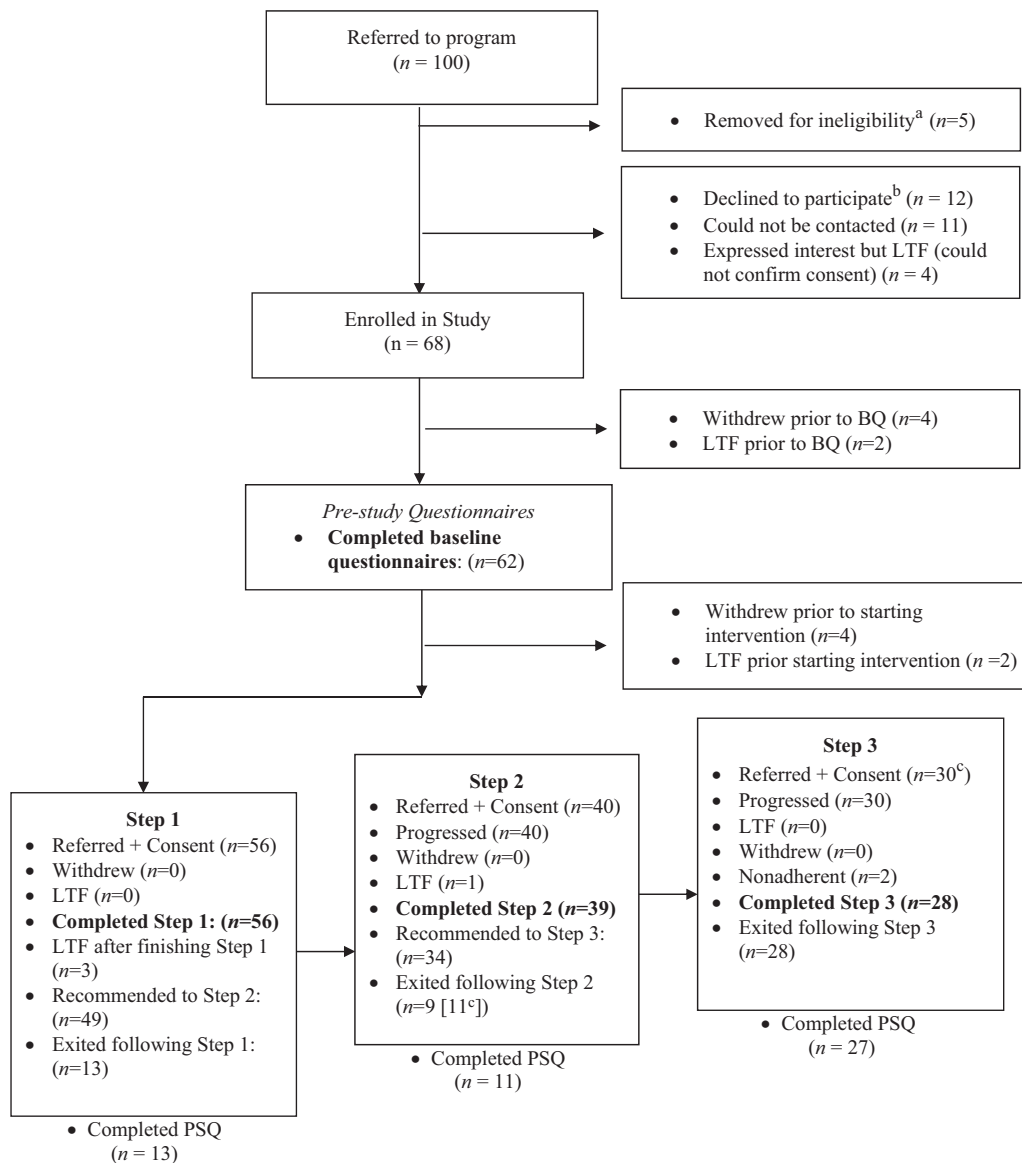 Referred to program
(n = 100)
• Removed for ineligibilityᵃ (n=5)
• Declined to participateᵇ (n = 12)
• Could not be contacted (n = 11)
• Expressed interest but LTF (could
not confirm consent) (n = 4)
Enrolled in Study
(n = 68)
• Withdrew prior to BQ (n=4)
• LTF prior to BQ (n=2)
Pre-study Questionnaires
• Completed baseline
questionnaires: (n=62)
• Withdrew prior to starting
intervention (n=4)
• LTF prior starting intervention (n =2)
Step 1
• Referred + Consent (n=56)
• Withdrew (n=0)
• LTF (n=0)
• Completed Step 1: (n=56)
• LTF after finishing Step 1
(n=3)
• Recommended to Step 2:
(n=49)
• Exited following Step 1:
(n=13)
• Completed PSQ
(n = 13)
Step 2
• Referred + Consent (n=40)
• Progressed (n=40)
• Withdrew (n=0)
• LTF (n=1)
• Completed Step 2 (n=39)
• Recommended to Step 3:
(n=34)
• Exited following Step 2
(n=9 [11ᶜ])
• Completed PSQ
(n = 11)
Step 3
• Referred + Consent (n=30ᶜ)
• Progressed (n=30)
• LTF (n=0)
• Withdrew (n=0)
• Nonadherent (n=2)
• Completed Step 3 (n=28)
• Exited following Step 3
(n=28)
• Completed PSQ
(n = 27)